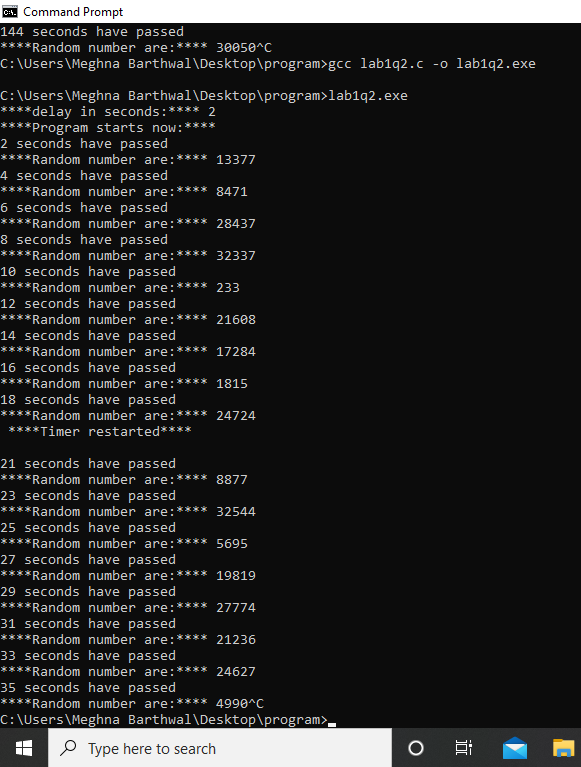 Command Prompt
144 seconds have passed
****Random number are:**** 30050^C
C:\Users\Meghna Barthwal\Desktop\program>gcc lab1q2.c -o lab1q2.exe
C:\Users\Meghna Barthwal\Desktop\program>lab1q2.exe
****delay in seconds:**** 2
****Program starts now:****
2 seconds have passed
****Random number are:**** 13377
4 seconds have passed
****Random number are:**** 8471
6 seconds have passed
****Random number are:**** 28437
8 seconds have passed
****Random number are:**** 32337
10 seconds have passed
****Random number are:**** 233
12 seconds have passed
****Random number are:**** 21608
14 seconds have passed
****Random number are:**** 17284
16 seconds have passed
****Random number are:**** 1815
18 seconds have passed
****Random number are:**** 24724
****Timer restarted****
21 seconds have passed
****Random number are:**** 8877
23 seconds have passed
****Random number are:**** 32544
25 seconds have passed
****Random number are:**** 5695
27 seconds have passed
****Random number are:**** 19819
29 seconds have passed
****Random number are:**** 27774
31 seconds have passed
****Random number are:**** 21236
33 seconds have passed
****Random number are:**** 24627
35 seconds have passed
****Random number are:**** 4990^C
C:\Users\Meghna Barthwal\Desktop\program>
Type here to search